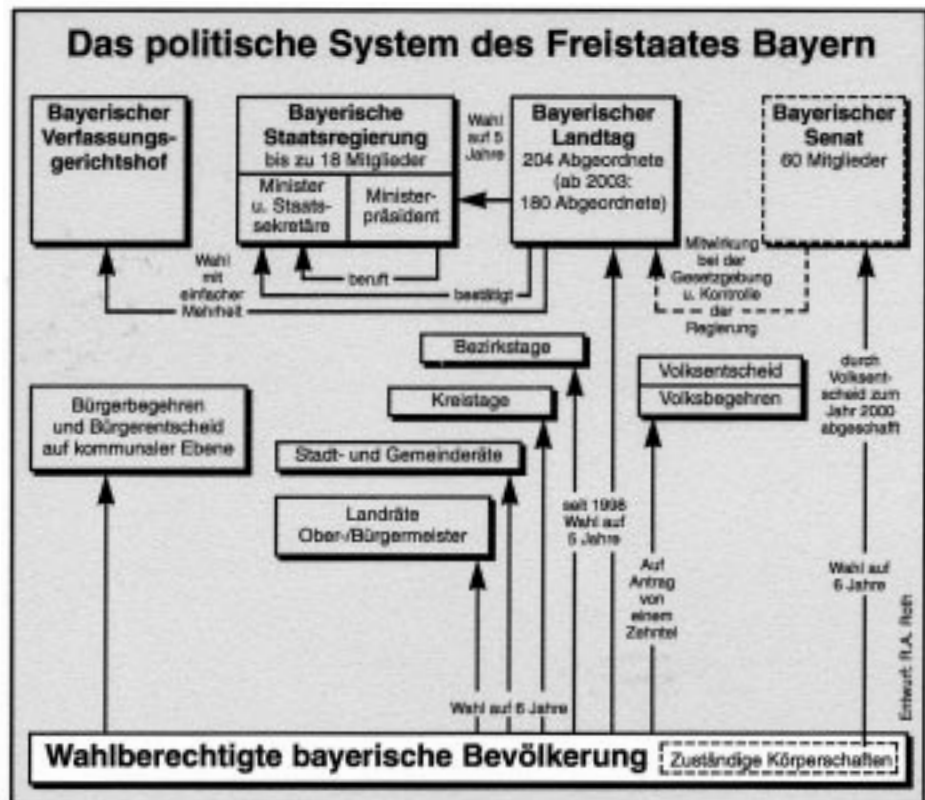 Das politische System des Freistaates Bayern
Bayerischer
Verfassungs-
gerichtshof
Bayerische
Staatsregierung
bis zu 18 Mitglieder
Minister
u. Staats-
sekretäre
Minister-
präsident
Wahl
auf 5
Jahre
Bayerischer
Landtag
204 Abgeordnete
(ab 2003:
180 Abgeordnete)
Bayerischer
Senat
60 Mitglieder
Wahl
mit
einfacher
Mehrheit
beruft
bestätigt
Mitwirkung
bei der
Gesetzgebung
u. Kontrolle
der
Regierung
Bezirkstage
Kreistage
Stadt- und Gemeinderäte
Landräte
Ober-/Bürgermeister
Volksentscheid
Volksbegehren
durch
Volksent-
scheid zum
Jahr 2000
abgeschafft
Bürgerbegehren
und Bürgerentscheid
auf kommunaler Ebene
seit 1998
Wahl auf
5 Jahre
Auf
Antrag
von
einem
Zehntel
Wahl auf
6 Jahre
Wahl auf 6 Jahre
Entwurf: R.A. Roth
Wahlberechtigte bayerische Bevölkerung
Zuständige Körperschaften